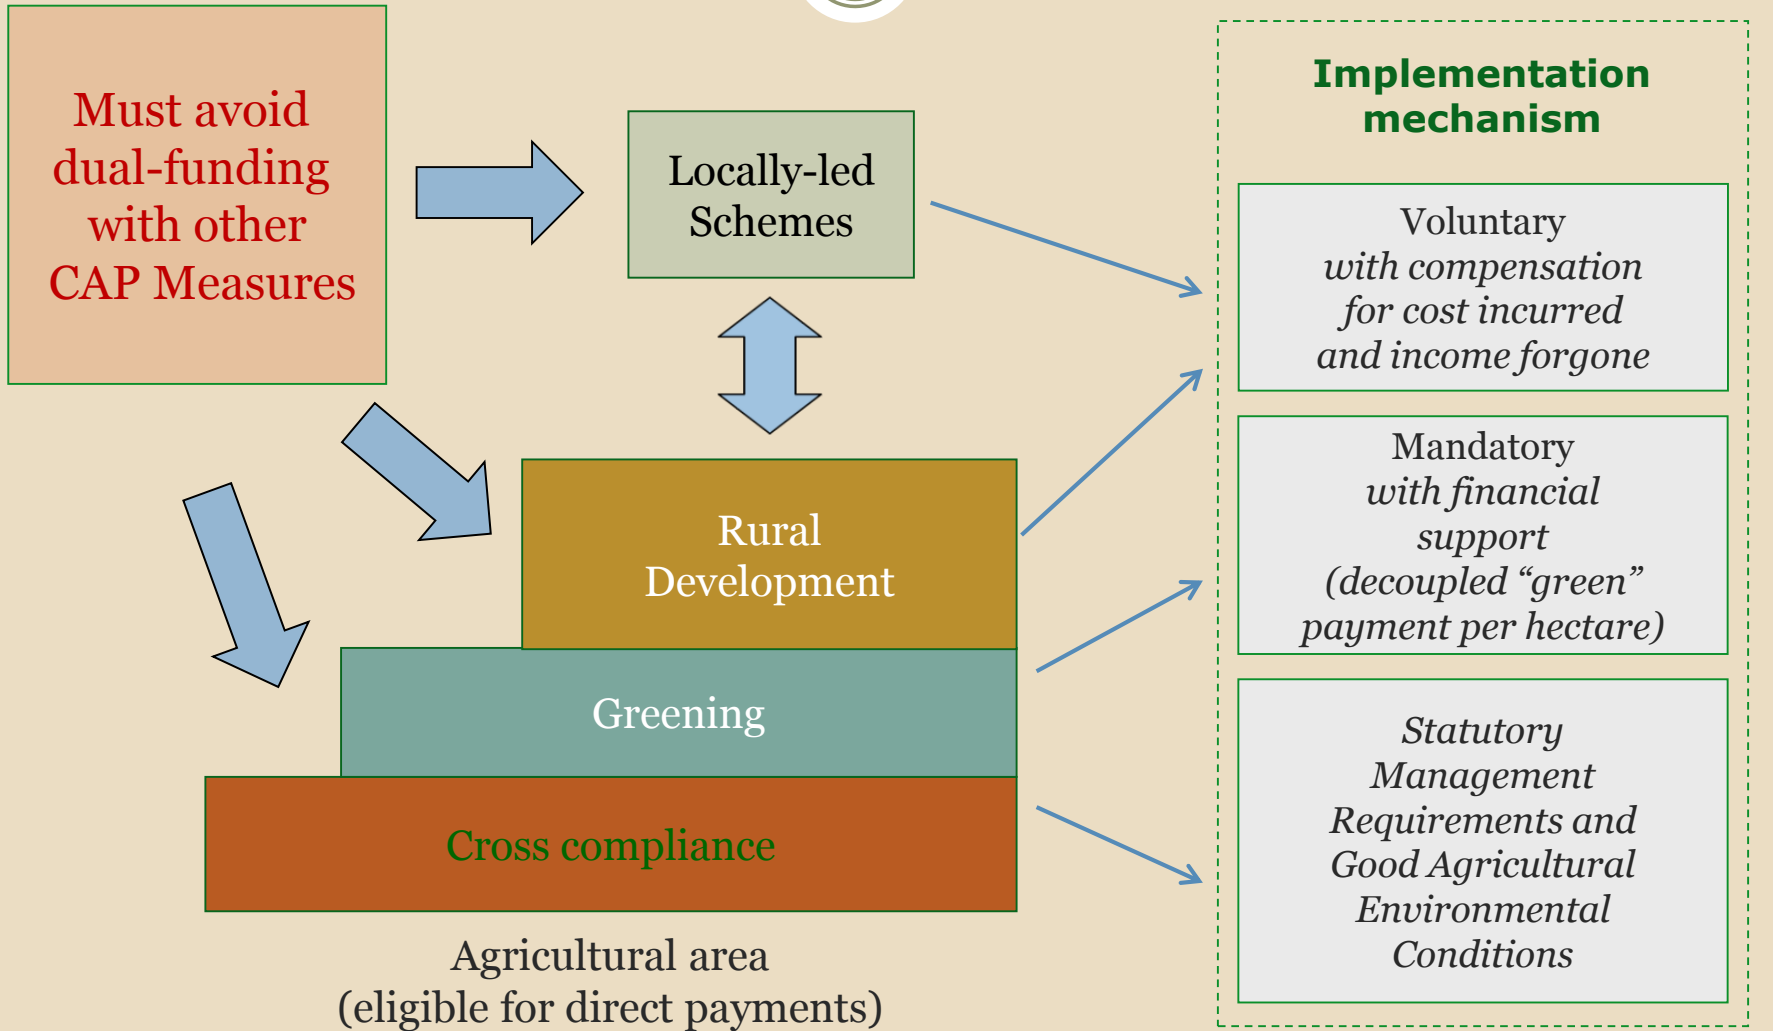 Must avoid
dual-funding
with other
CAP Measures
Locally-led
Schemes
Rural
Development
Greening
Cross compliance
Agricultural area
(eligible for direct payments)
Implementation
mechanism
Voluntary
with compensation
for cost incurred
and income forgone
Mandatory
with financial
support
(decoupled “green”
payment per hectare)
Statutory
Management
Requirements and
Good Agricultural
Environmental
Conditions